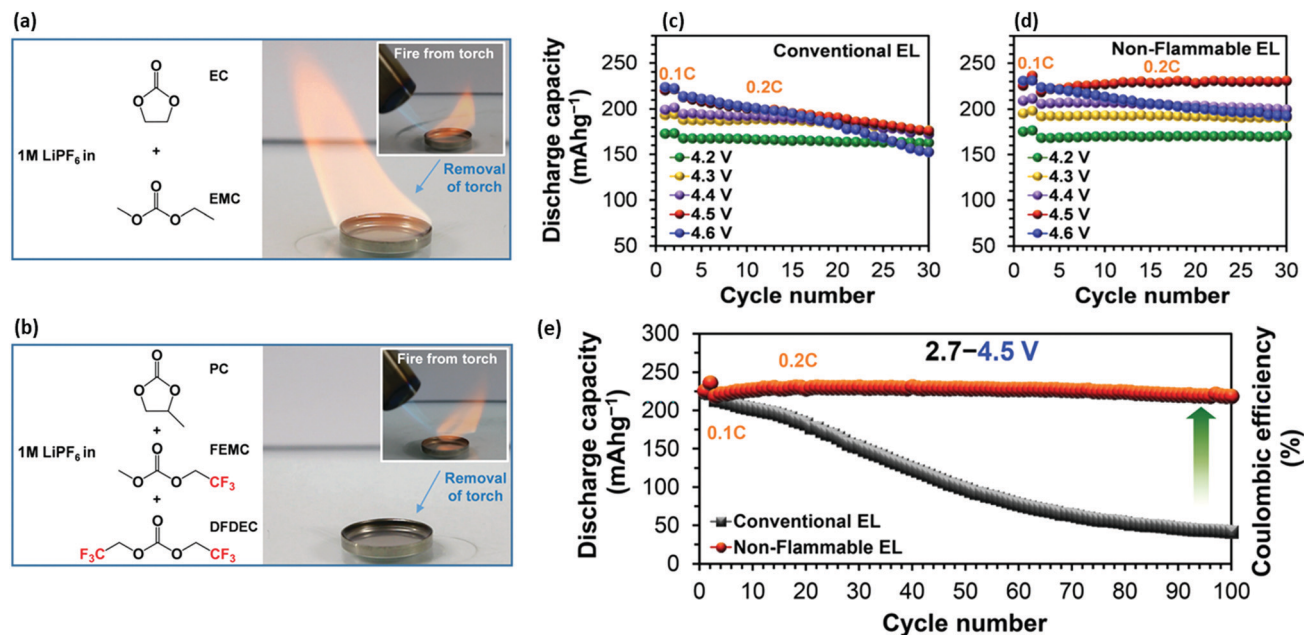 (a)
EC
+
1M LiPF₆ in
EMC
Fire from torch
Removal
of torch
(b)
PC
+
1M LiPF₆ in
FEMC
CF₃
+
DFDEC
F₃C
CF₃
Fire from torch
Removal
of torch
(c)
Conventional EL
0.1C
0.2C
4.2 V
4.3 V
4.4 V
4.5 V
4.6 V
Discharge capacity
(mAhg⁻¹)
250
200
150
100
50
0 5 10 15 20 25 30
Cycle number
(d)
Non-Flammable EL
0.1C
0.2C
4.2 V
4.3 V
4.4 V
4.5 V
4.6 V
250
200
150
100
50
0 5 10 15 20 25 30
Cycle number
(e)
2.7–4.5 V
0.2C
0.1C
Conventional EL
Non-Flammable EL
Discharge capacity
(mAhg⁻¹)
300
250
200
150
100
50
0
0 10 20 30 40 50 60 70 80 90 100
Cycle number
Coulombic efficiency
(%)
O
O O
O
O O
O
O O
O
O O
O
O O